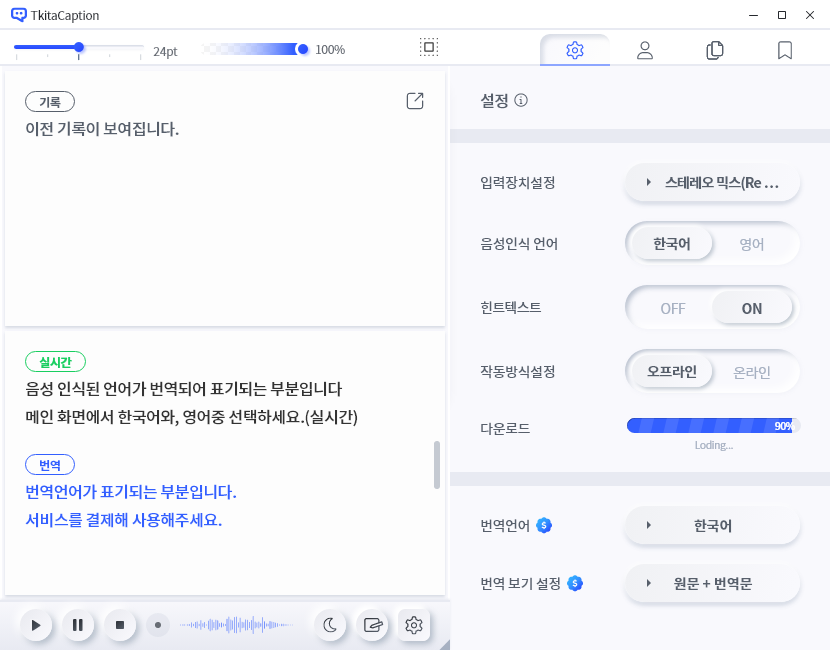 TkitaCaption
24pt
100%
기록
이전 기록이 보여집니다.
실시간
음성 인식된 언어가 번역되어 표기되는 부분입니다
메인 화면에서 한국어와, 영어중 선택하세요.(실시간)
번역
번역언어가 표기되는 부분입니다.
서비스를 결제해 사용해주세요.
설정
입력장치설정
스테레오 믹스(Re ...
음성인식 언어
한국어 영어
힌트텍스트
OFF ON
작동방식설정
오프라인 온라인
다운로드
90%
Loding...
번역언어
한국어
번역 보기 설정
원문 + 번역문